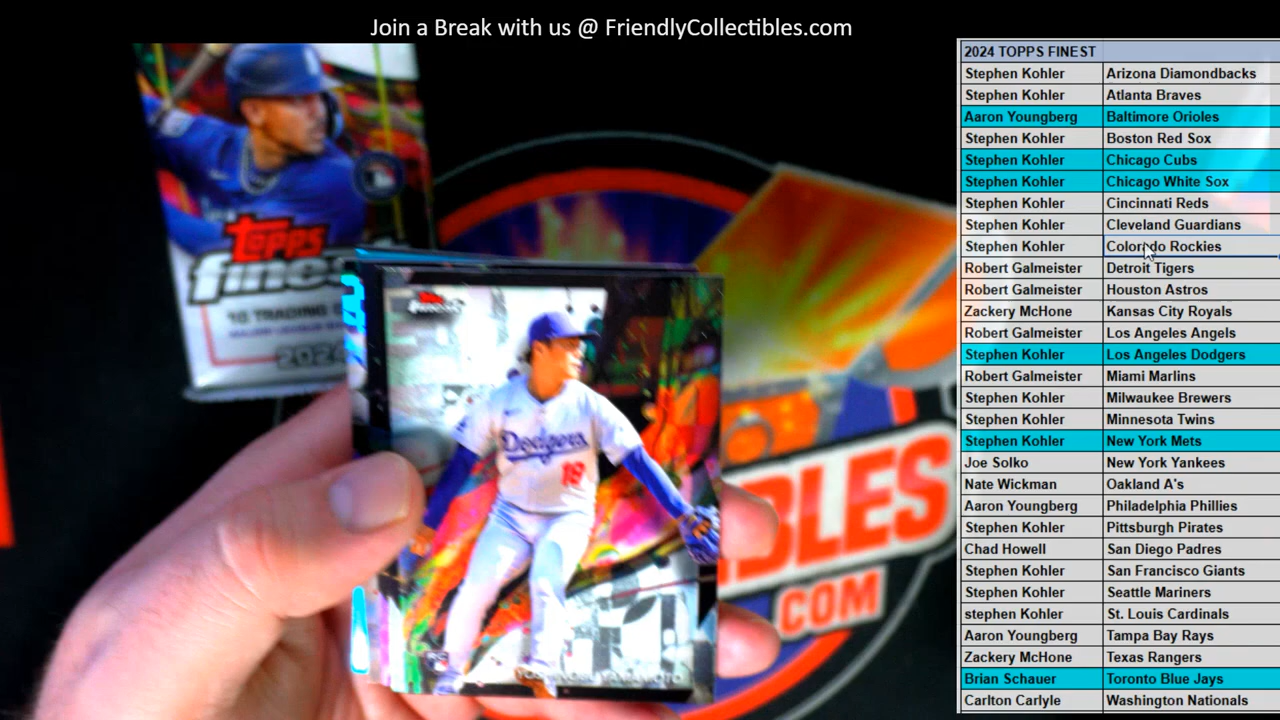 Join a Break with us @ FriendlyCollectibles.com
2024 TOPPS FINEST
Stephen Kohler Arizona Diamondbacks
Stephen Kohler Atlanta Braves
Aaron Youngberg Baltimore Orioles
Stephen Kohler Boston Red Sox
Stephen Kohler Chicago Cubs
Stephen Kohler Chicago White Sox
Stephen Kohler Cincinnati Reds
Stephen Kohler Cleveland Guardians
Stephen Kohler Colorado Rockies
Robert Galmeister Detroit Tigers
Robert Galmeister Houston Astros
Zackery McHone Kansas City Royals
Robert Galmeister Los Angeles Angels
Stephen Kohler Los Angeles Dodgers
Robert Galmeister Miami Marlins
Stephen Kohler Milwaukee Brewers
Stephen Kohler Minnesota Twins
Stephen Kohler New York Mets
Joe Solko New York Yankees
Nate Wickman Oakland A's
Aaron Youngberg Philadelphia Phillies
Stephen Kohler Pittsburgh Pirates
Chad Howell San Diego Padres
Stephen Kohler San Francisco Giants
Stephen Kohler Seattle Mariners
stephen Kohler St. Louis Cardinals
Aaron Youngberg Tampa Bay Rays
Zackery McHone Texas Rangers
Brian Schauer Toronto Blue Jays
Carlton Carlyle Washington Nationals
topps
fines
10 TRADING
2024
Dodgers
18
BLES
.COM